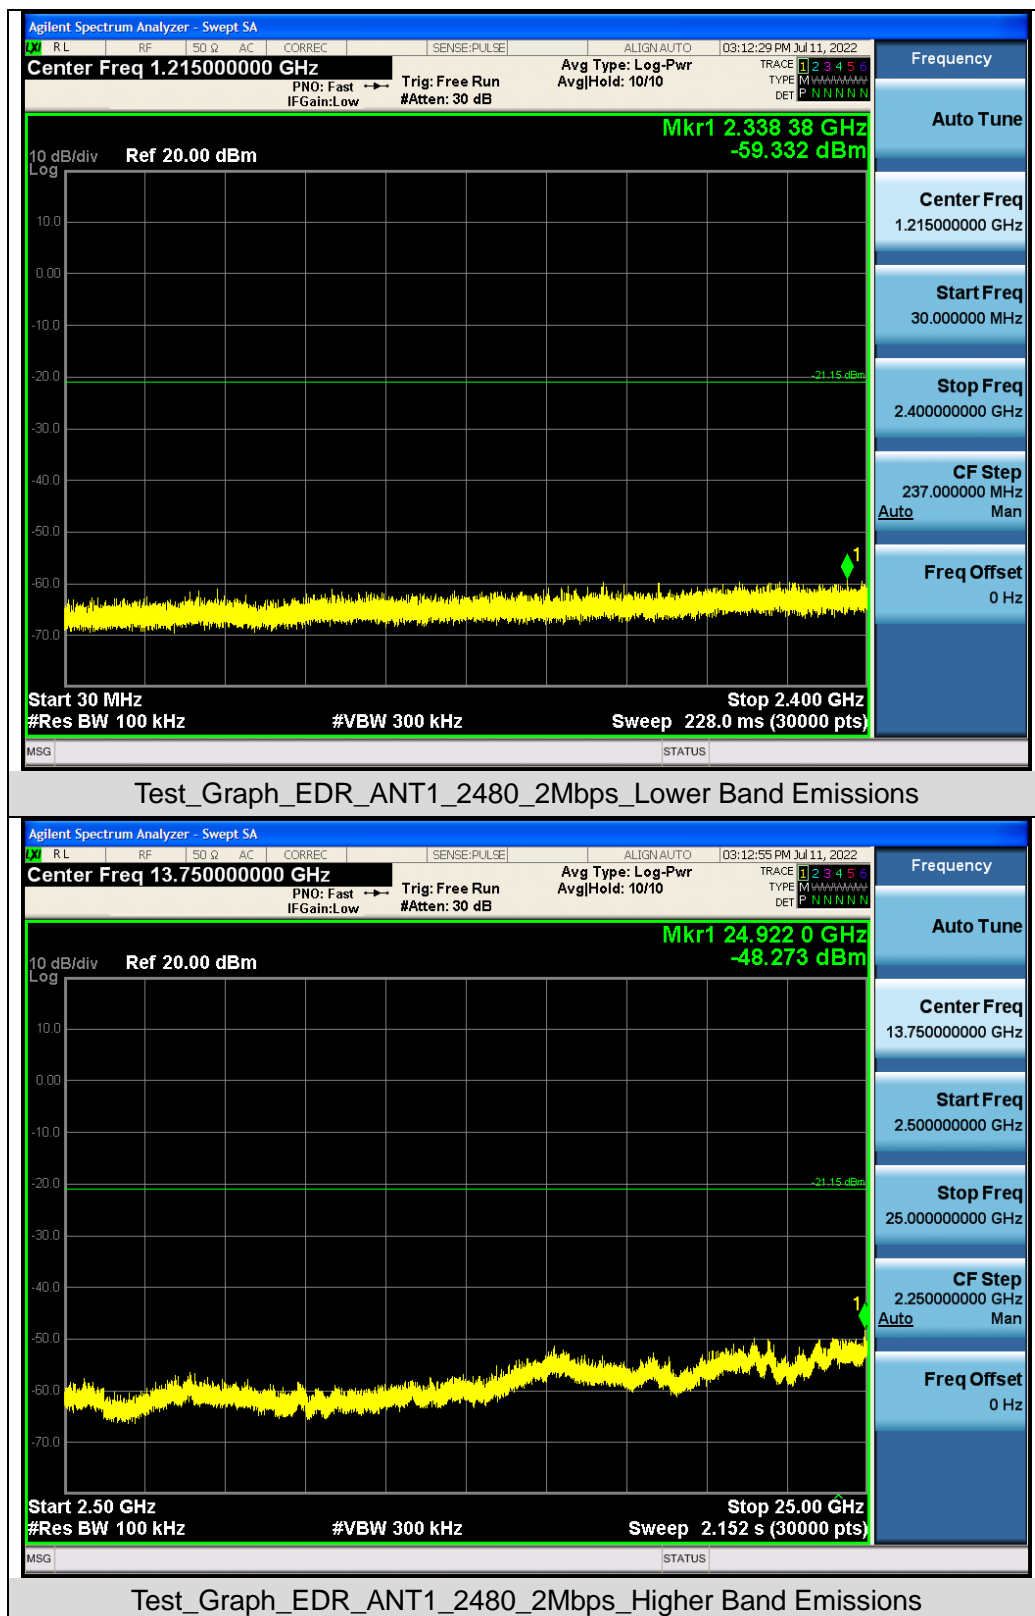 Agilent Spectrum Analyzer - Swept SA
LXI RL RF 50 Ω AC CORREC SENSE:PULSE ALIGN AUTO 03:12:29 PM Jul 11, 2022
Center Freq 1.215000000 GHz
PNO: Fast
IFGain:Low
Trig: Free Run
#Atten: 30 dB
Avg Type: Log-Pwr
Avg|Hold: 10/10
TRACE 1 2 3 4 5 6
TYPE M
DET P N N N N N
Mkr1 2.338 38 GHz
-59.332 dBm
10 dB/div
Log
Ref 20.00 dBm
10.0
0.00
-10.0
-20.0
-21.15 dBm
-30.0
-40.0
-50.0
1
-60.0
-70.0
Start 30 MHz
Stop 2.400 GHz
#Res BW 100 kHz
#VBW 300 kHz
Sweep 228.0 ms (30000 pts)
MSG
STATUS
Frequency
Auto Tune
Center Freq
1.215000000 GHz
Start Freq
30.000000 MHz
Stop Freq
2.400000000 GHz
CF Step
237.000000 MHz
Auto Man
Freq Offset
0 Hz
Test_Graph_EDR_ANT1_2480_2Mbps_Lower Band Emissions
Agilent Spectrum Analyzer - Swept SA
LXI RL RF 50 Ω AC CORREC SENSE:PULSE ALIGN AUTO 03:12:55 PM Jul 11, 2022
Center Freq 13.750000000 GHz
PNO: Fast
IFGain:Low
Trig: Free Run
#Atten: 30 dB
Avg Type: Log-Pwr
Avg|Hold: 10/10
TRACE 1 2 3 4 5 6
TYPE M
DET P N N N N N
Mkr1 24.922 0 GHz
-48.273 dBm
10 dB/div
Log
Ref 20.00 dBm
10.0
0.00
-10.0
-20.0
-21.15 dBm
-30.0
-40.0
1
-50.0
-60.0
-70.0
Start 2.50 GHz
Stop 25.00 GHz
#Res BW 100 kHz
#VBW 300 kHz
Sweep 2.152 s (30000 pts)
MSG
STATUS
Frequency
Auto Tune
Center Freq
13.750000000 GHz
Start Freq
2.500000000 GHz
Stop Freq
25.000000000 GHz
CF Step
2.250000000 GHz
Auto Man
Freq Offset
0 Hz
Test_Graph_EDR_ANT1_2480_2Mbps_Higher Band Emissions